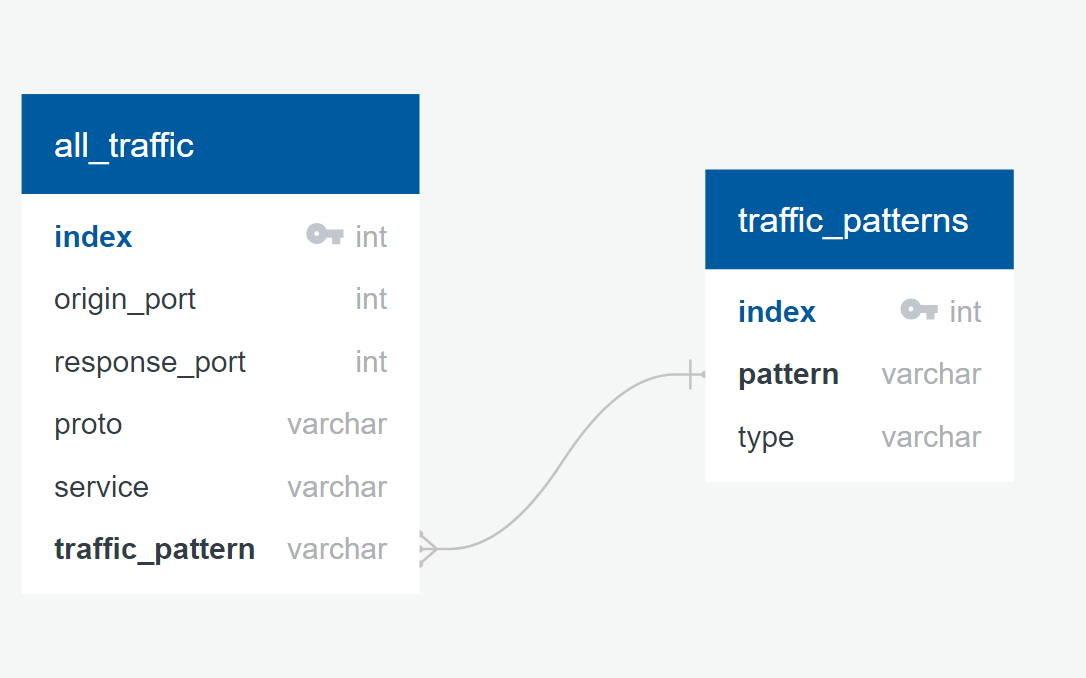 all_traffic
index int
origin_port int
response_port int
proto varchar
service varchar
traffic_pattern varchar
traffic_patterns
index int
pattern varchar
type varchar